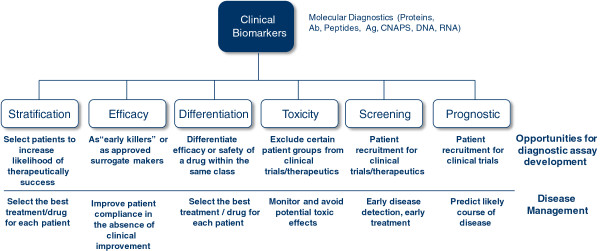 Clinical
Biomarkers
Molecular Diagnostics (Proteins,
Ab, Peptides, Ag, CNAPS, DNA, RNA)
Stratification
Efficacy
Differentiation
Toxicity
Screening
Prognostic
Select patients to
increase
likelihood of
therapeutically
success
As“early killers” or
as approved
surrogate makers
Differentiate
efficacy or safety of
a drug within the
same class
Exclude certain
patient groups from
clinical
trials/therapeutics
Patient
recruitment for
clinical
trials/therapeutics
Patient
recruitment for
clinical trials
Opportunities for
diagnostic assay
development
Select the best
treatment/drug
for each patient
Improve patient
compliance in
the absence of
clinical
improvement
Select the best
treatment / drug for
each patient
Monitor and avoid
potential toxic
effects
Early disease
detection, early
treatment
Predict likely
course of
disease
Disease
Management